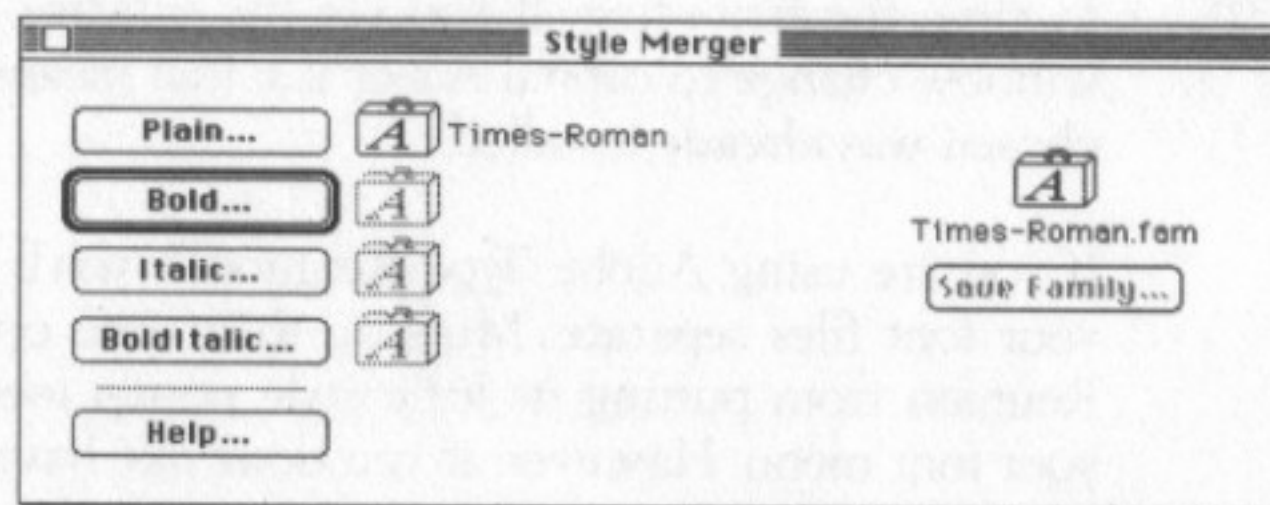 Style Merger
Plain...
A Times-Roman
Bold...
A
Italic...
A
BoldItalic...
A
Help...
A
Times-Roman.fam
Save Family...